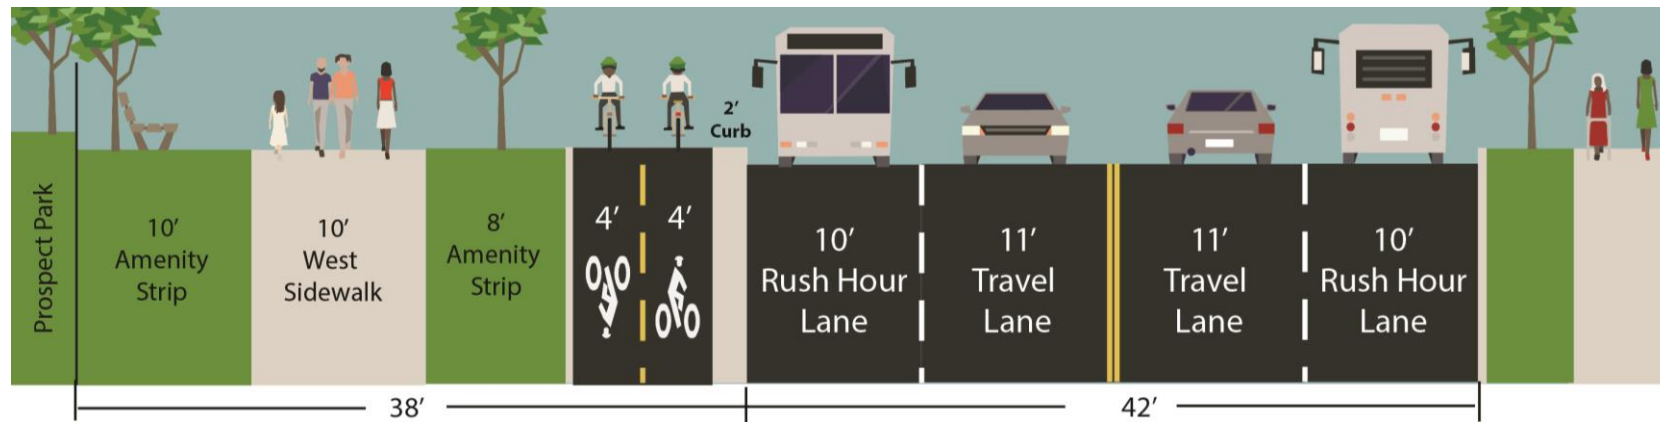 Prospect Park
10’
Amenity
Strip
10’
West
Sidewalk
8’
Amenity
Strip
4’
4’
2’
Curb
10’
Rush Hour
Lane
11’
Travel
Lane
11’
Travel
Lane
10’
Rush Hour
Lane
38’
42’